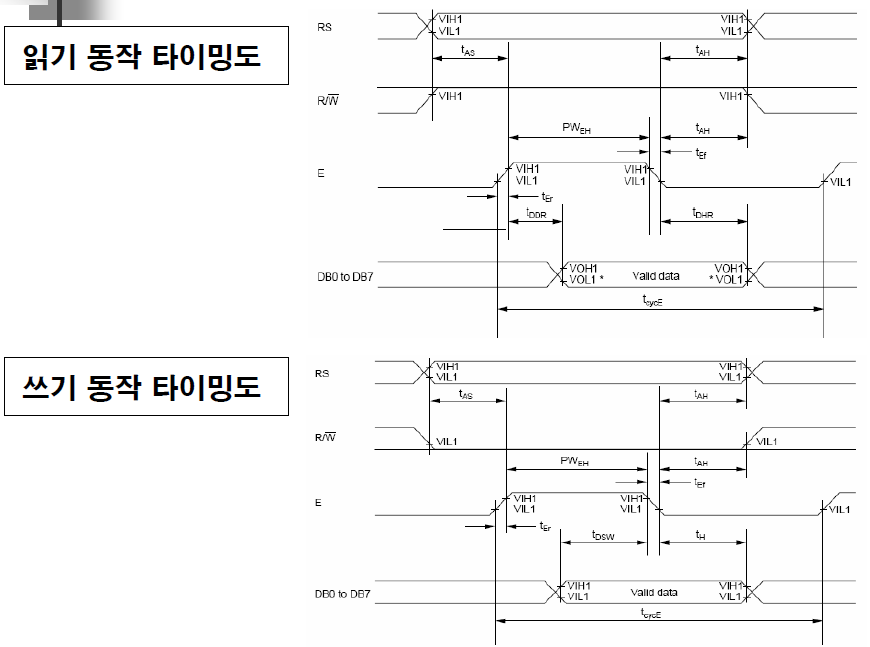 읽기 동작 타이밍도
RS
VIH1
VIL1
VIH1
VIL1
tAS
tAH
R/W̅
VIH1
VIH1
PWEH
tAH
tEf
E
VIH1
VIL1
VIH1
VIL1
VIL1
tEr
tDDR
tDHR
DB0 to DB7
VOH1
VOL1 *
Valid data
VOH1
* VOL1
tcycE
쓰기 동작 타이밍도
RS
VIH1
VIL1
VIH1
VIL1
tAS
tAH
R/W̅
VIL1
VIL1
PWEH
tAH
tEf
E
VIH1
VIL1
VIH1
VIL1
VIL1
tEr
tDSW
tH
DB0 to DB7
VIH1
VIL1
Valid data
VIH1
VIL1
tcycE